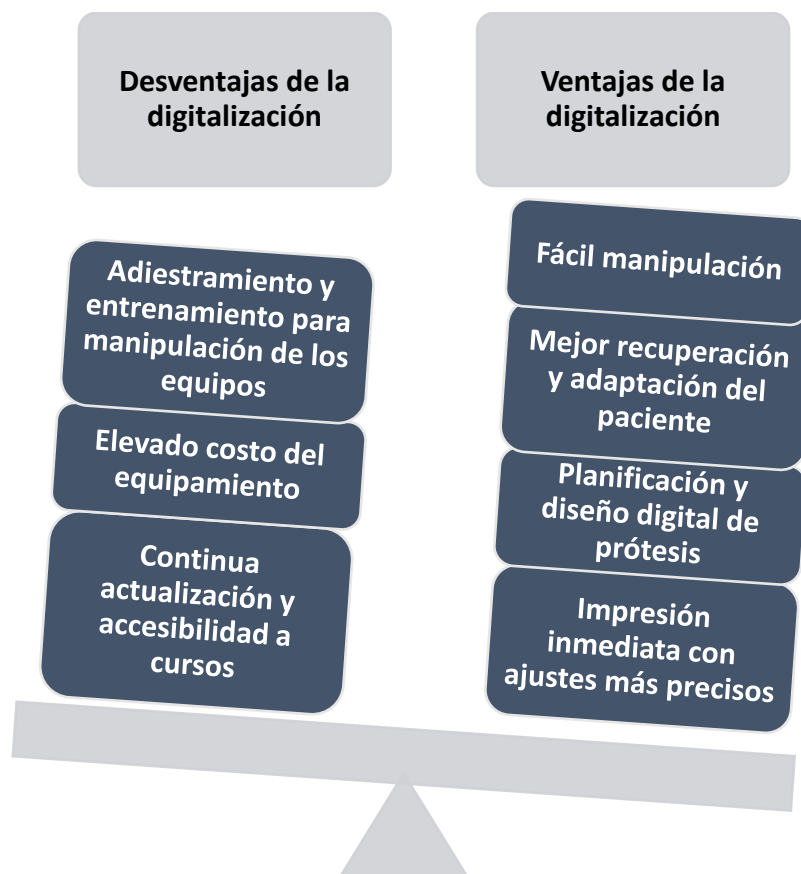 Desventajas de la
digitalización
Ventajas de la
digitalización
Adiestramiento y
entrenamiento para
manipulación de los
equipos
Elevado costo del
equipamiento
Continua
actualización y
accesibilidad a
cursos
Fácil manipulación
Mejor recuperación
y adaptación del
paciente
Planificación y
diseño digital de
prótesis
Impresión
inmediata con
ajustes más precisos